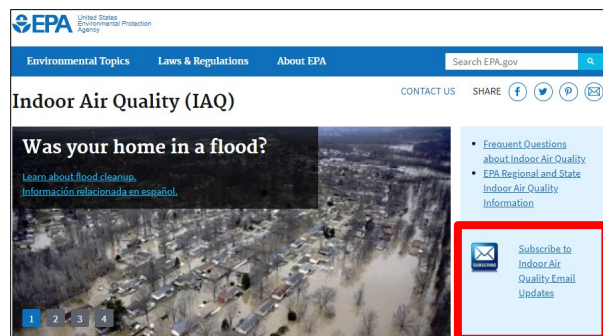 EPA
United States
Environmental Protection
Agency
Environmental Topics
Laws & Regulations
About EPA
Search EPA.gov
Indoor Air Quality (IAQ)
CONTACT US
SHARE
Was your home in a flood?
Learn about flood cleanup.
Información relacionada en español.
1 2 3 4
Frequent Questions
about Indoor Air Quality
EPA Regional and State
Indoor Air Quality
Information
SUBSCRIBE
Subscribe to
Indoor Air
Quality Email
Updates